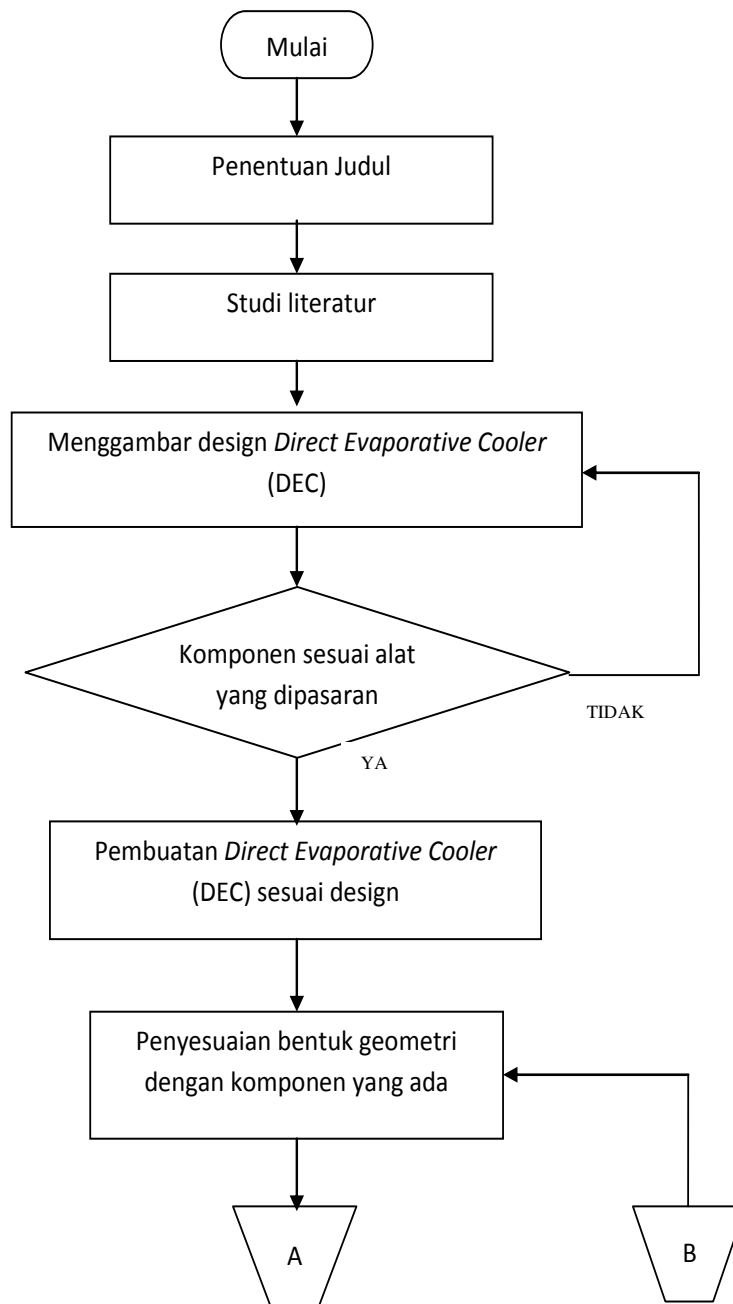 Mulai
Penentuan Judul
Studi literatur
Menggambar design Direct Evaporative Cooler
(DEC)
Komponen sesuai alat
yang dipasaran
TIDAK
YA
Pembuatan Direct Evaporative Cooler
(DEC) sesuai design
Penyesuaian bentuk geometri
dengan komponen yang ada
A
B